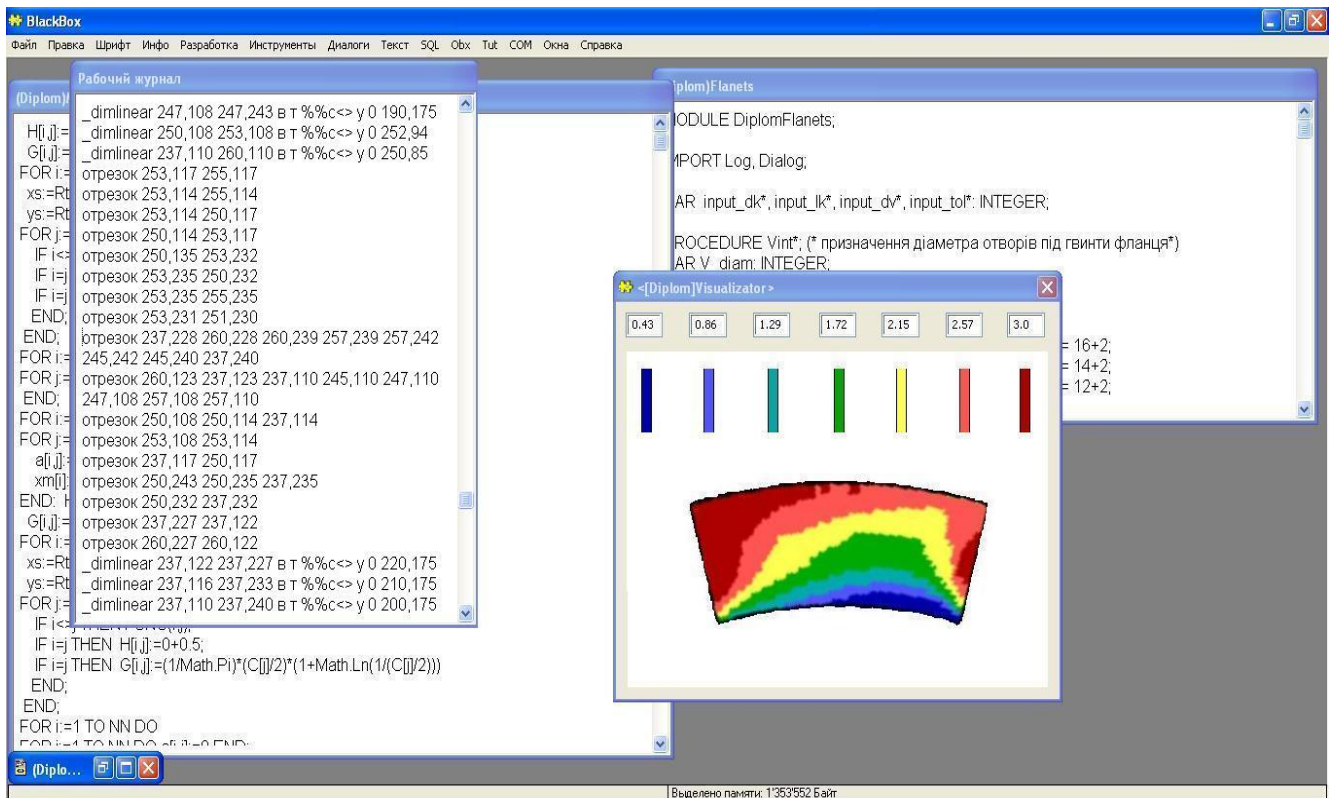 BlackBox
Файл Правка Шрифт Инфо Разработка Инструменты Диалоги Текст SQL Obx Tut COM Окна Справка
Рабочий журнал
_dimlinear 247,108 247,243 в т %%c<> у 0 190,175
_dimlinear 250,108 253,108 в т %%c<> у 0 252,94
_dimlinear 237,110 260,110 в т %%c<> у 0 250,85
отрезок 253,117 255,117
отрезок 253,114 255,114
отрезок 253,114 250,117
отрезок 250,114 253,117
отрезок 250,135 253,232
отрезок 253,235 250,232
отрезок 253,235 255,235
отрезок 253,231 251,230
отрезок 237,228 260,228 260,239 257,239 257,242
245,242 245,240 237,240
отрезок 260,123 237,123 237,110 245,110 247,110
247,108 257,108 257,110
отрезок 250,108 250,114 237,114
отрезок 253,108 253,114
отрезок 237,117 250,117
отрезок 250,243 250,235 237,235
отрезок 250,232 237,232
отрезок 237,227 237,122
отрезок 260,227 260,122
_dimlinear 237,122 237,227 в т %%c<> у 0 220,175
_dimlinear 237,116 237,233 в т %%c<> у 0 210,175
_dimlinear 237,110 237,240 в т %%c<> у 0 200,175
(Diplom)
H[i,j]:=
G[i,j]:=
FOR i:=
xs:=Rt
ys:=Rt
FOR j:=
IF i<>
IF i=j
IF i=j
END;
END;
FOR i:=
FOR j:=
END;
FOR i:=
FOR j:=
a[i,j]:=
xm[i]:
END;
G[i,j]:=
FOR i:=
xs:=Rt
ys:=Rt
FOR j:=
IF i<>j THEN
IF i=j THEN H[i,j]:=0+0.5;
IF i=j THEN G[i,j]:=(1/Math.Pi)*(C[j]/2)*(1+Math.Ln(1/(C[j]/2)))
END;
END;
FOR i:=1 TO NN DO
FOR j:=1 TO NN DO a[i,j]:=0 END;
iplom)Flanets
MODULE DiplomFlanets;
MPORT Log, Dialog;
AR input_dk*, input_lk*, input_dv*, input_tol*: INTEGER;
ROCEDURE Vint*; (* призначення діаметра отворів під гвинти фланця*)
AR V_diam: INTEGER;
= 16+2;
= 14+2;
= 12+2;
<[Diplom]Visualizator>
0.43 0.86 1.29 1.72 2.15 2.57 3.0
(Diplo...
Выделено памяти: 1'353'552 Байт